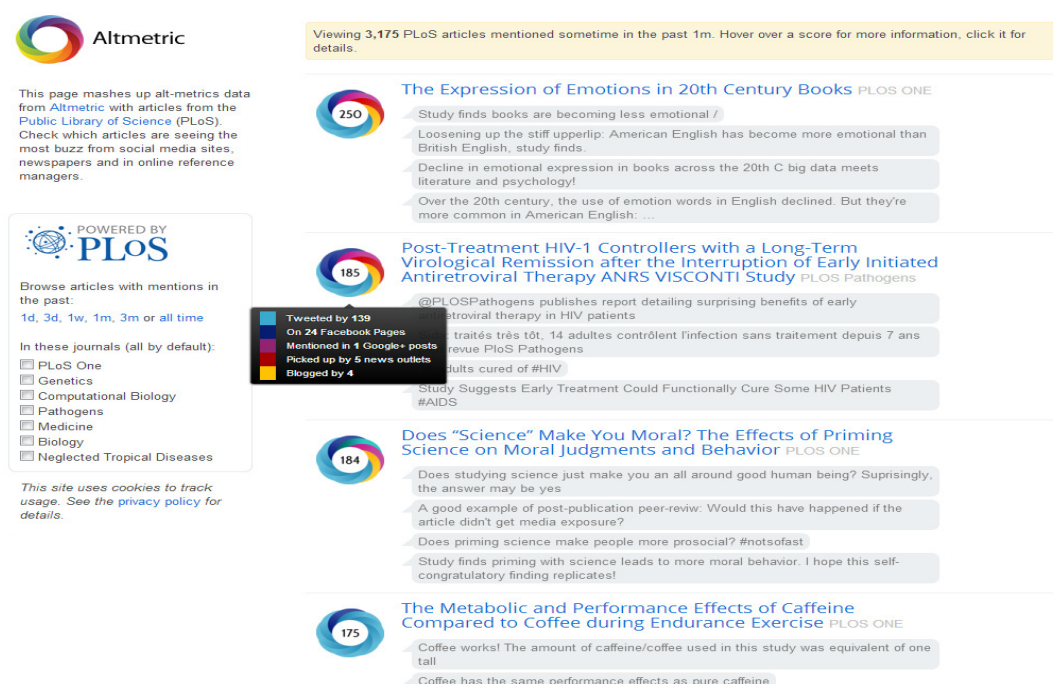 Altmetric
This page mashes up alt-metrics data
from Altmetric with articles from the
Public Library of Science (PLoS).
Check which articles are seeing the
most buzz from social media sites,
newspapers and in online reference
managers.
POWERED BY
PLoS
Browse articles with mentions in
the past:
1d, 3d, 1w, 1m, 3m or all time
In these journals (all by default):
PLoS One
Genetics
Computational Biology
Pathogens
Medicine
Biology
Neglected Tropical Diseases
This site uses cookies to track
usage. See the privacy policy for
details.
Viewing 3,175 PLoS articles mentioned sometime in the past 1m. Hover over a score for more information, click it for
details.
250
The Expression of Emotions in 20th Century Books PLOS ONE
Study finds books are becoming less emotional /
Loosening up the stiff upperlip: American English has become more emotional than
British English, study finds.
Decline in emotional expression in books across the 20th C big data meets
literature and psychology!
Over the 20th century, the use of emotion words in English declined. But they're
more common in American English: ...
185
Post-Treatment HIV-1 Controllers with a Long-Term
Virological Remission after the Interruption of Early Initiated
Antiretroviral Therapy ANRS VISCONTI Study PLOS Pathogens
@PLOSPathogens publishes report detailing surprising benefits of early
antiretroviral therapy in HIV patients
traités très tôt, 14 adultes contrôlent l'infection sans traitement depuis 7 ans
revue PloS Pathogens
adults cured of #HIV
Study Suggests Early Treatment Could Functionally Cure Some HIV Patients
#AIDS
Tweeted by 139
On 24 Facebook Pages
Mentioned in 1 Google+ posts
Picked up by 5 news outlets
Blogged by 4
184
Does “Science” Make You Moral? The Effects of Priming
Science on Moral Judgments and Behavior PLOS ONE
Does studying science just make you an all around good human being? Suprisingly,
the answer may be yes
A good example of post-publication peer-reviw: Would this have happened if the
article didn't get media exposure?
Does priming science make people more prosocial? #notsofast
Study finds priming with science leads to more moral behavior. I hope this self-
congratulatory finding replicates!
175
The Metabolic and Performance Effects of Caffeine
Compared to Coffee during Endurance Exercise PLOS ONE
Coffee works! The amount of caffeine/coffee used in this study was equivalent of one
tall
Coffee has the same performance effects as pure caffeine